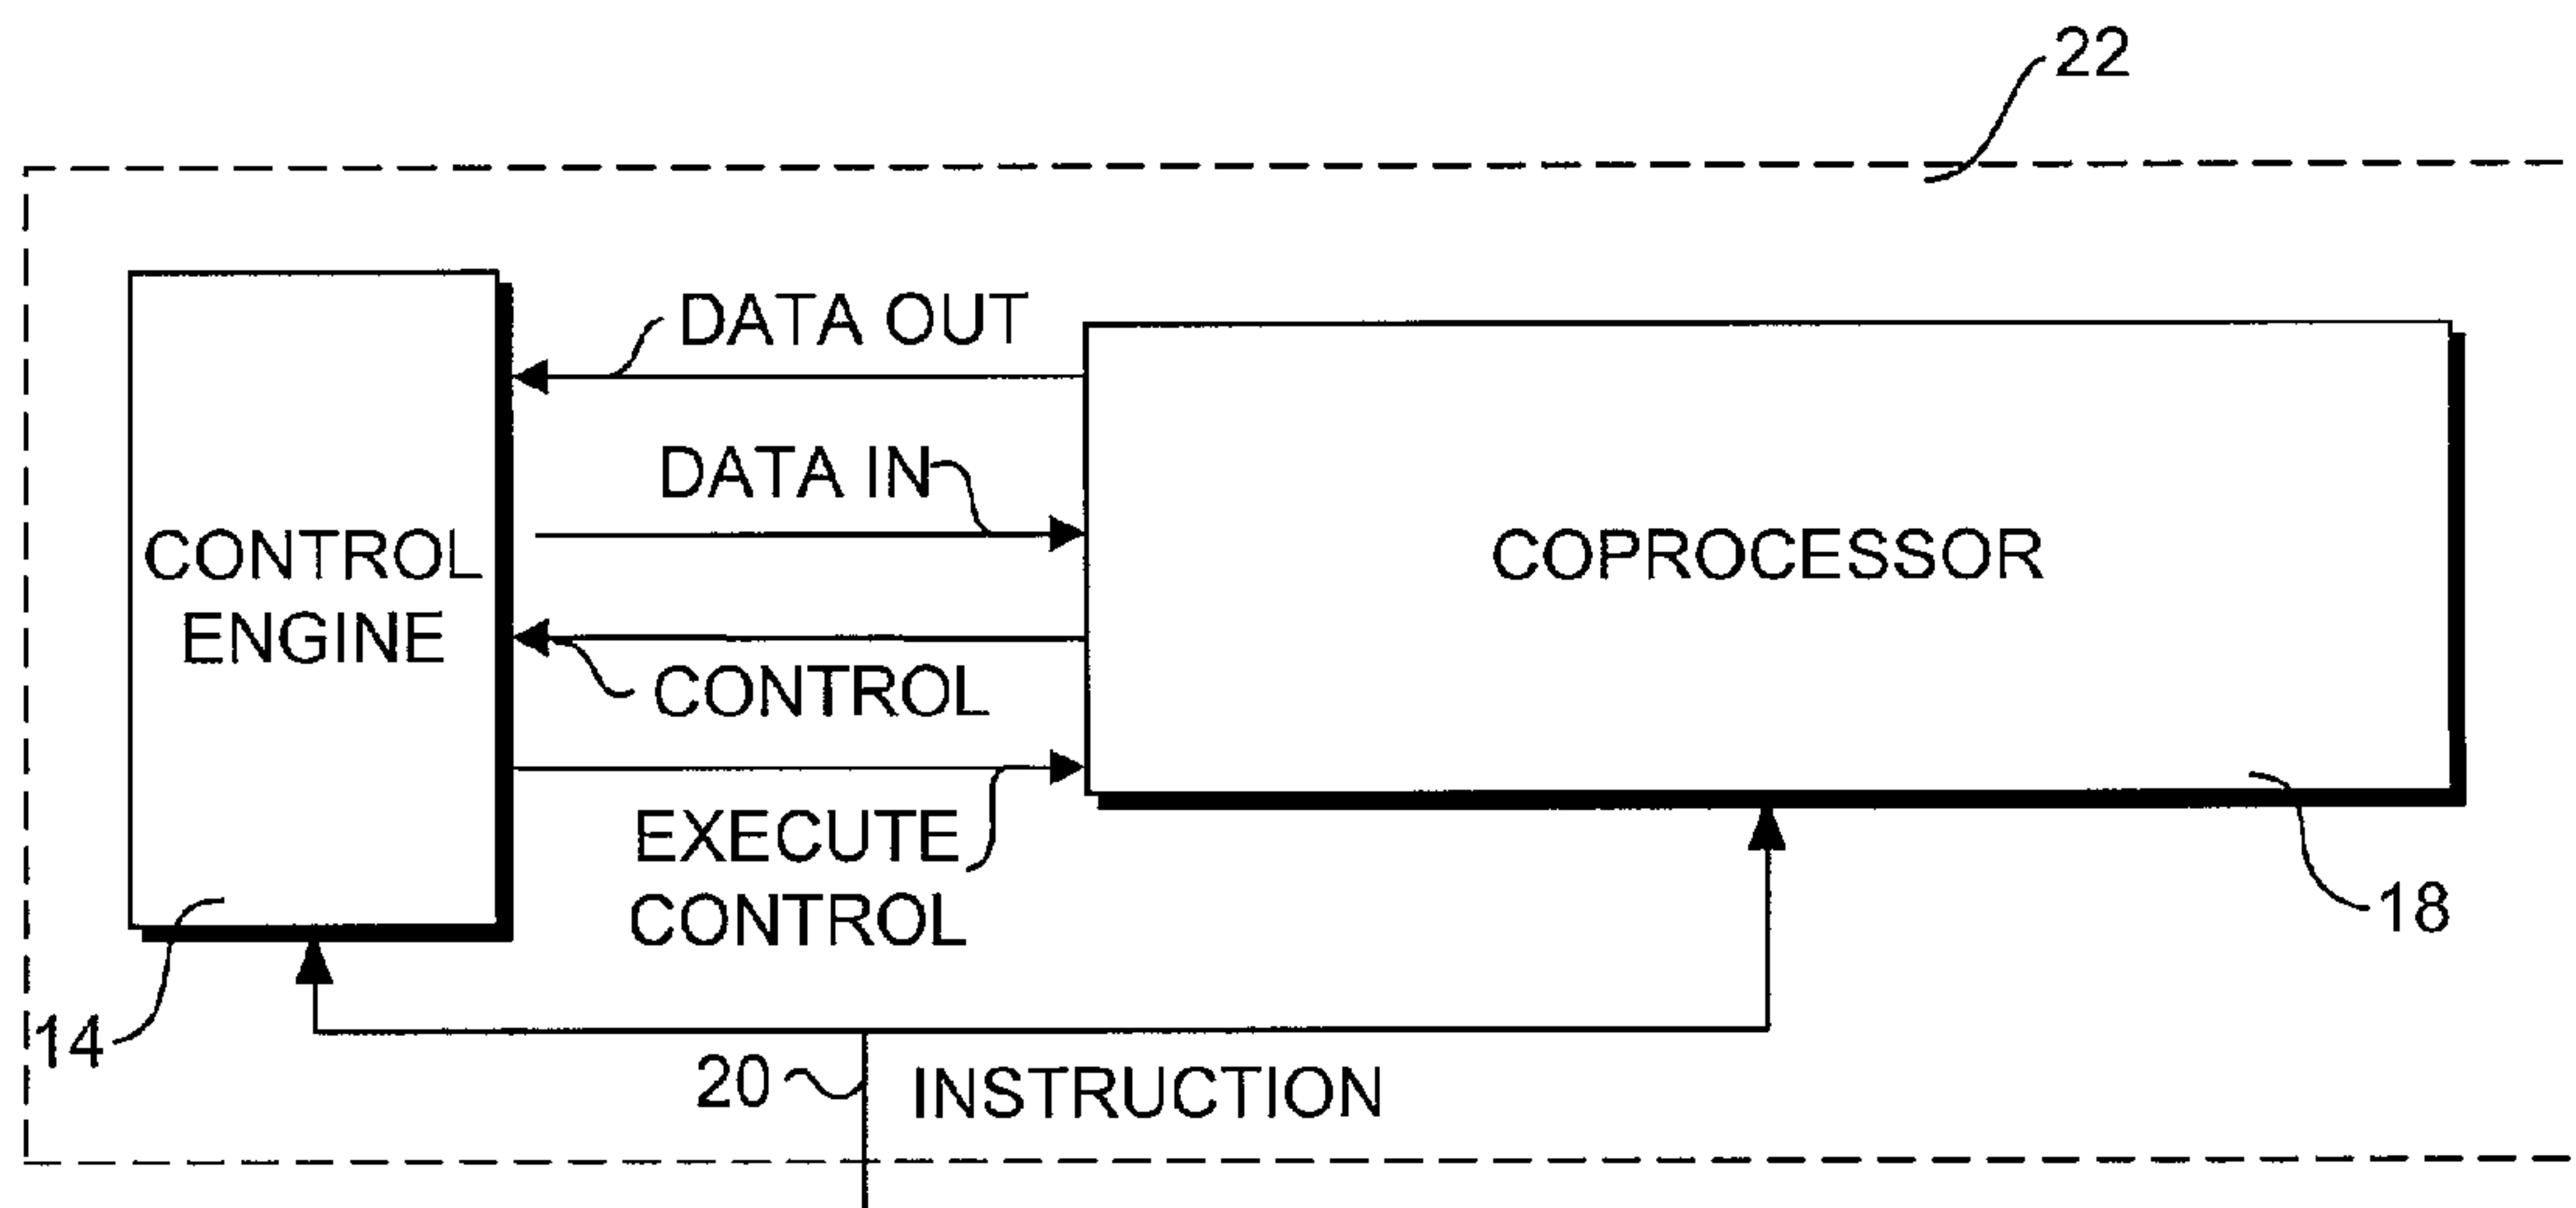 22
DATA OUT
DATA IN
CONTROL
ENGINE
COPROCESSOR
CONTROL
EXECUTE
CONTROL
18
14
20
INSTRUCTION